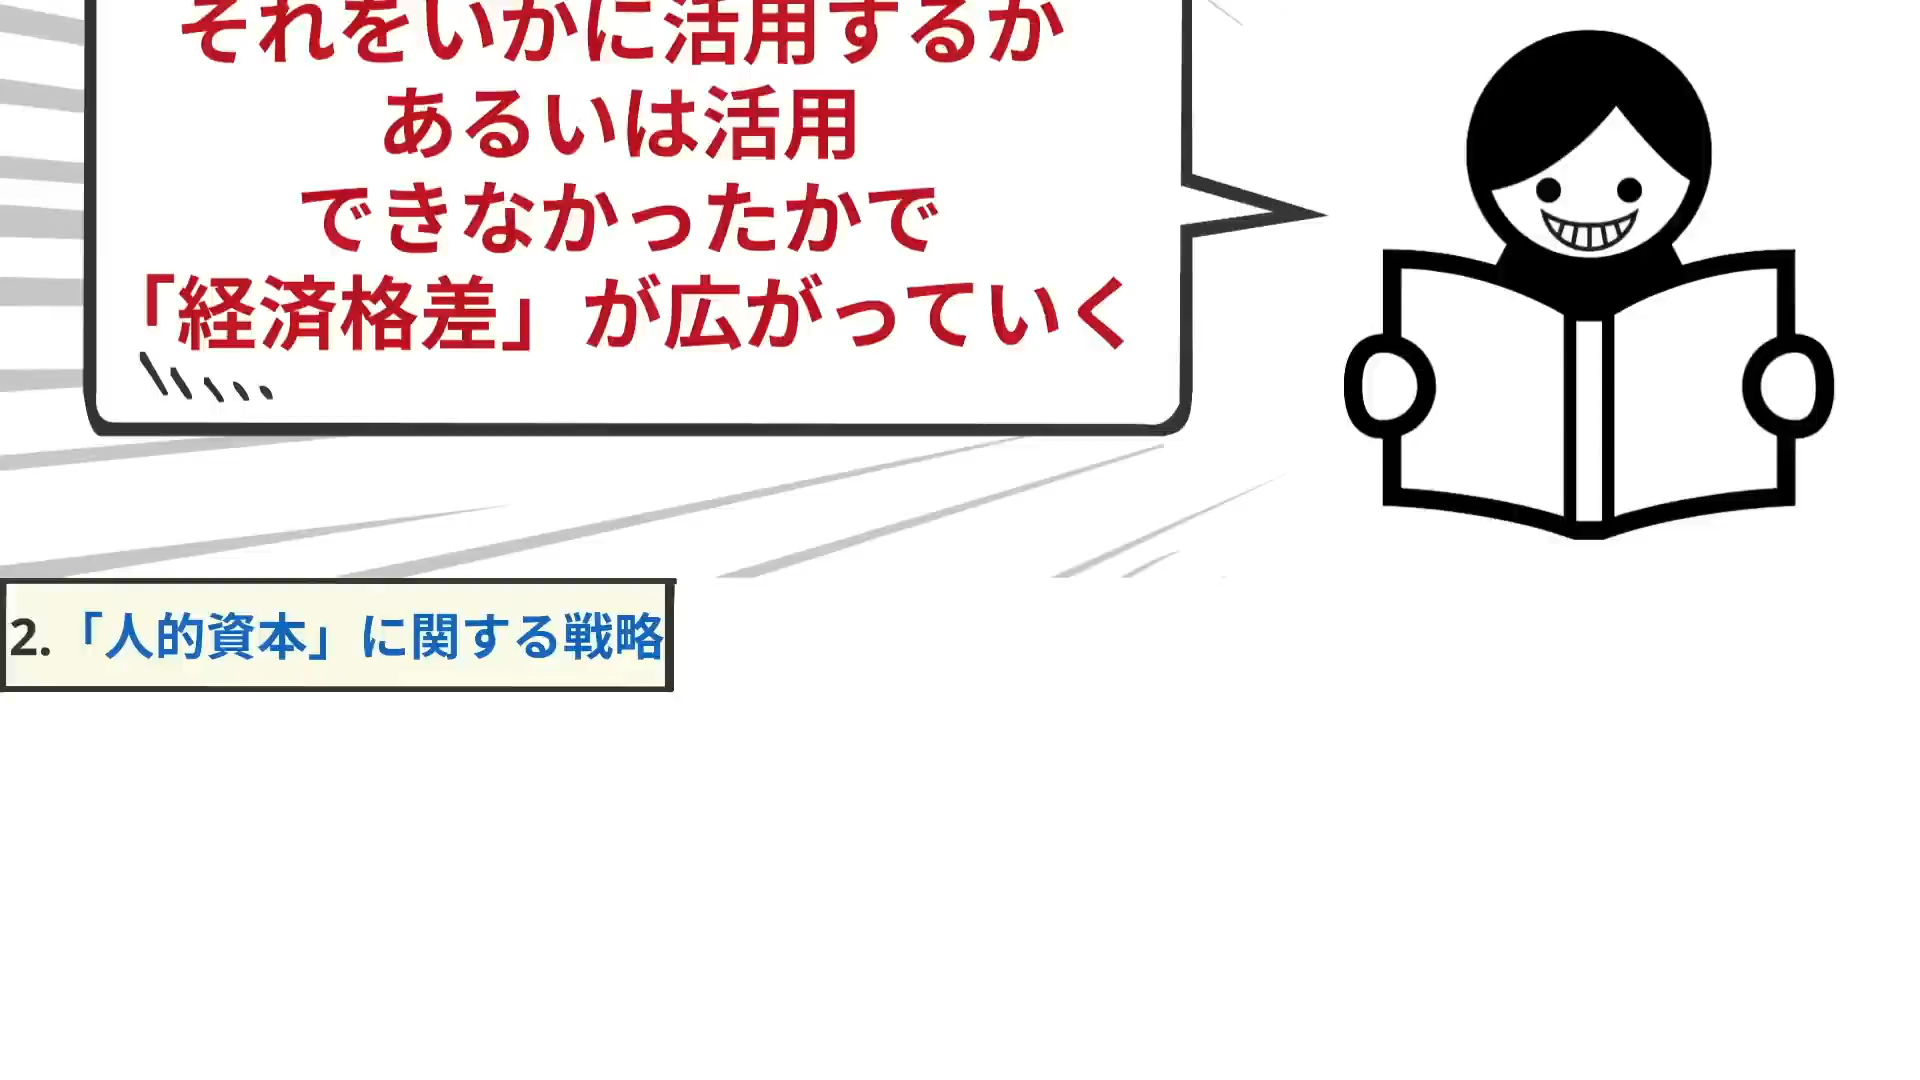 それをいかに活用するか
あるいは活用
できなかったかで
「経済格差」が広がっていく
2.「人的資本」に関する戦略